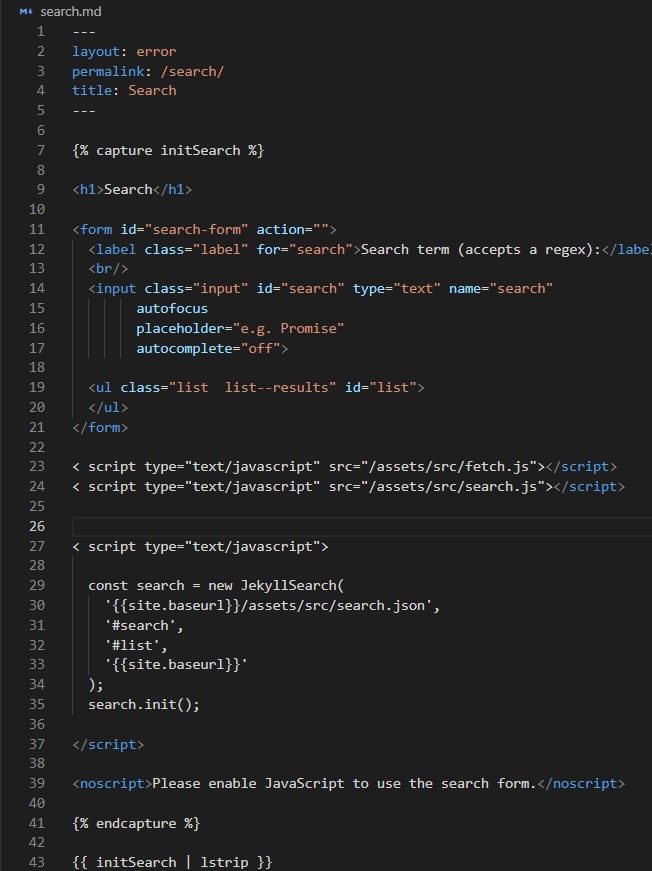 M↓ search.md
1 ---
2 layout: error
3 permalink: /search/
4 title: Search
5 ---
6
7 {% capture initSearch %}
8
9 <h1>Search</h1>
10
11 <form id="search-form" action="">
12   <label class="label" for="search">Search term (accepts a regex):</label
13   <br/>
14   <input class="input" id="search" type="text" name="search"
15         autofocus
16         placeholder="e.g. Promise"
17         autocomplete="off">
18
19   <ul class="list  list--results" id="list">
20   </ul>
21 </form>
22
23 < script type="text/javascript" src="/assets/src/fetch.js"></script>
24 < script type="text/javascript" src="/assets/src/search.js"></script>
25
26
27 < script type="text/javascript">
28
29   const search = new JekyllSearch(
30     '{{site.baseurl}}/assets/src/search.json',
31     '#search',
32     '#list',
33     '{{site.baseurl}}'
34   );
35   search.init();
36
37 </script>
38
39 <noscript>Please enable JavaScript to use the search form.</noscript>
40
41 {% endcapture %}
42
43 {{ initSearch | lstrip }}